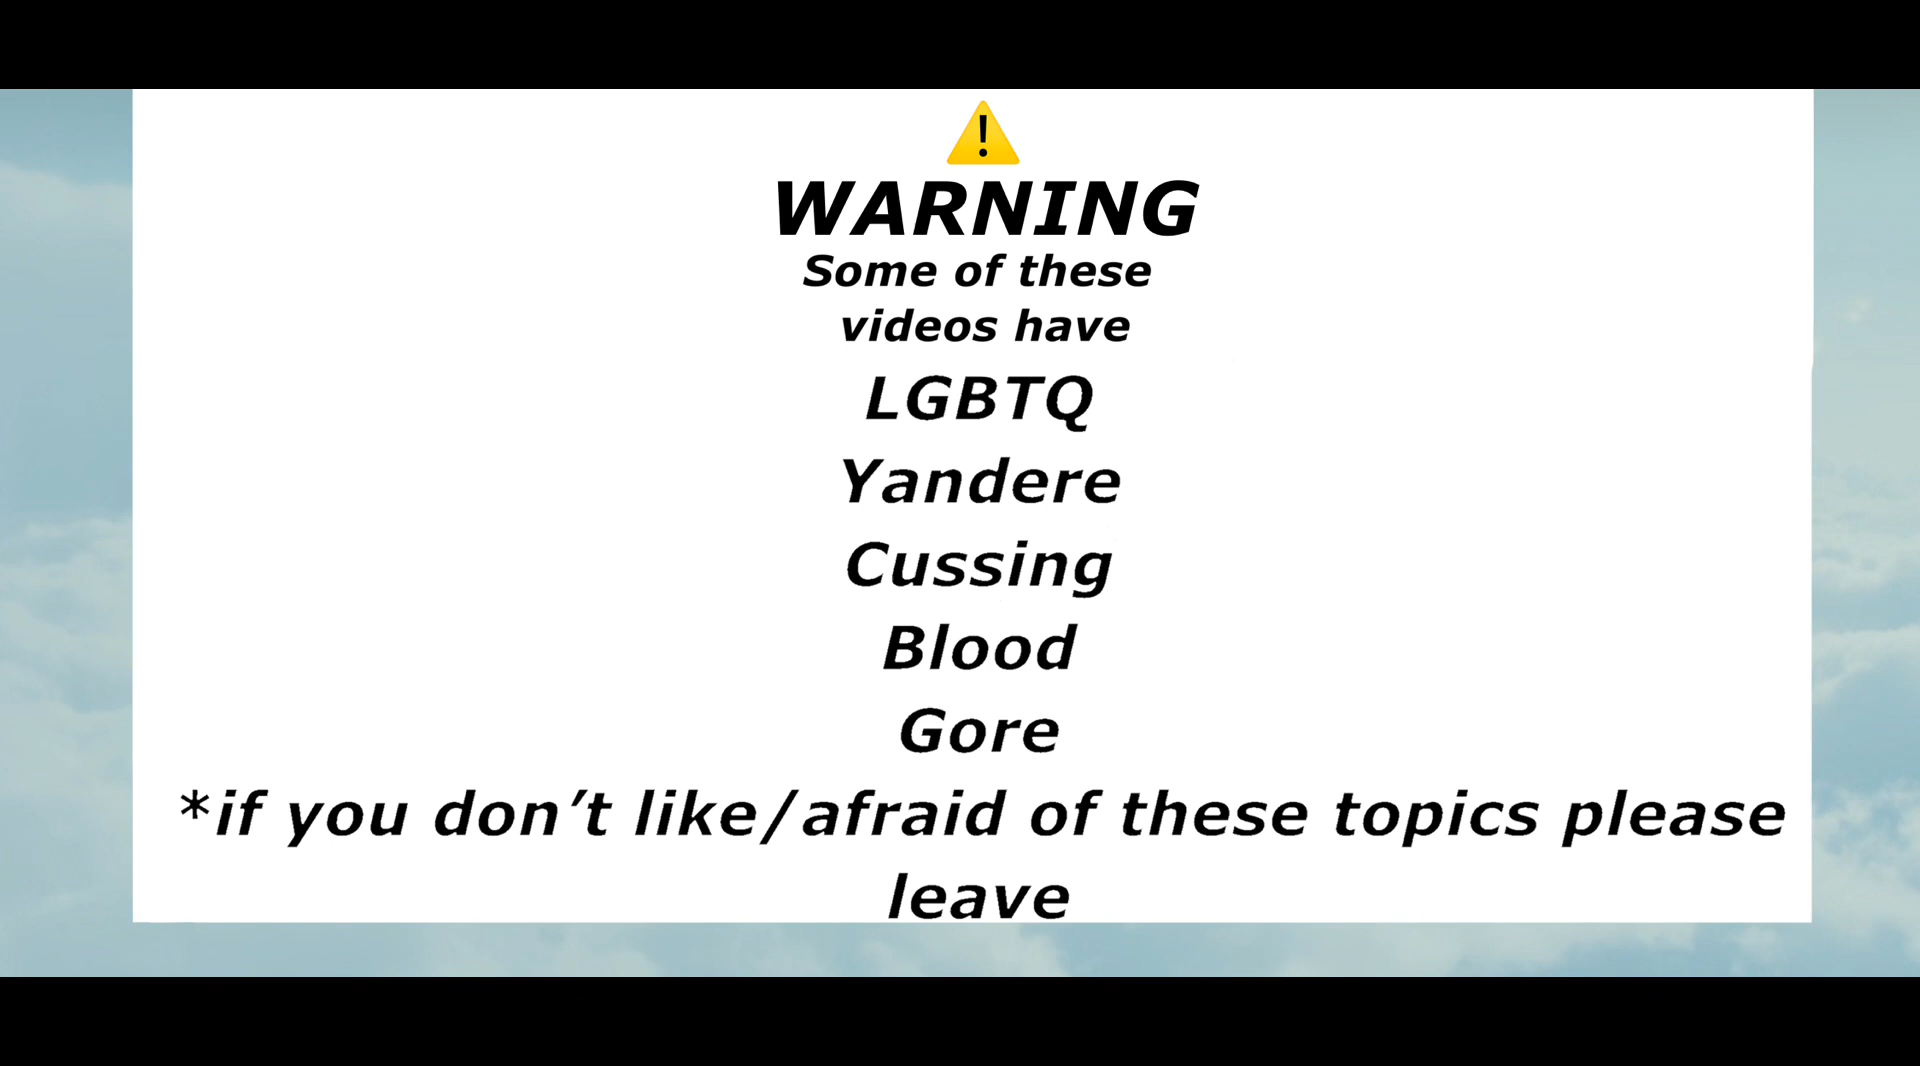 WARNING
Some of these
videos have
LGBTQ
Yandere
Cussing
Blood
Gore
*if you don’t like/afraid of these topics please
leave